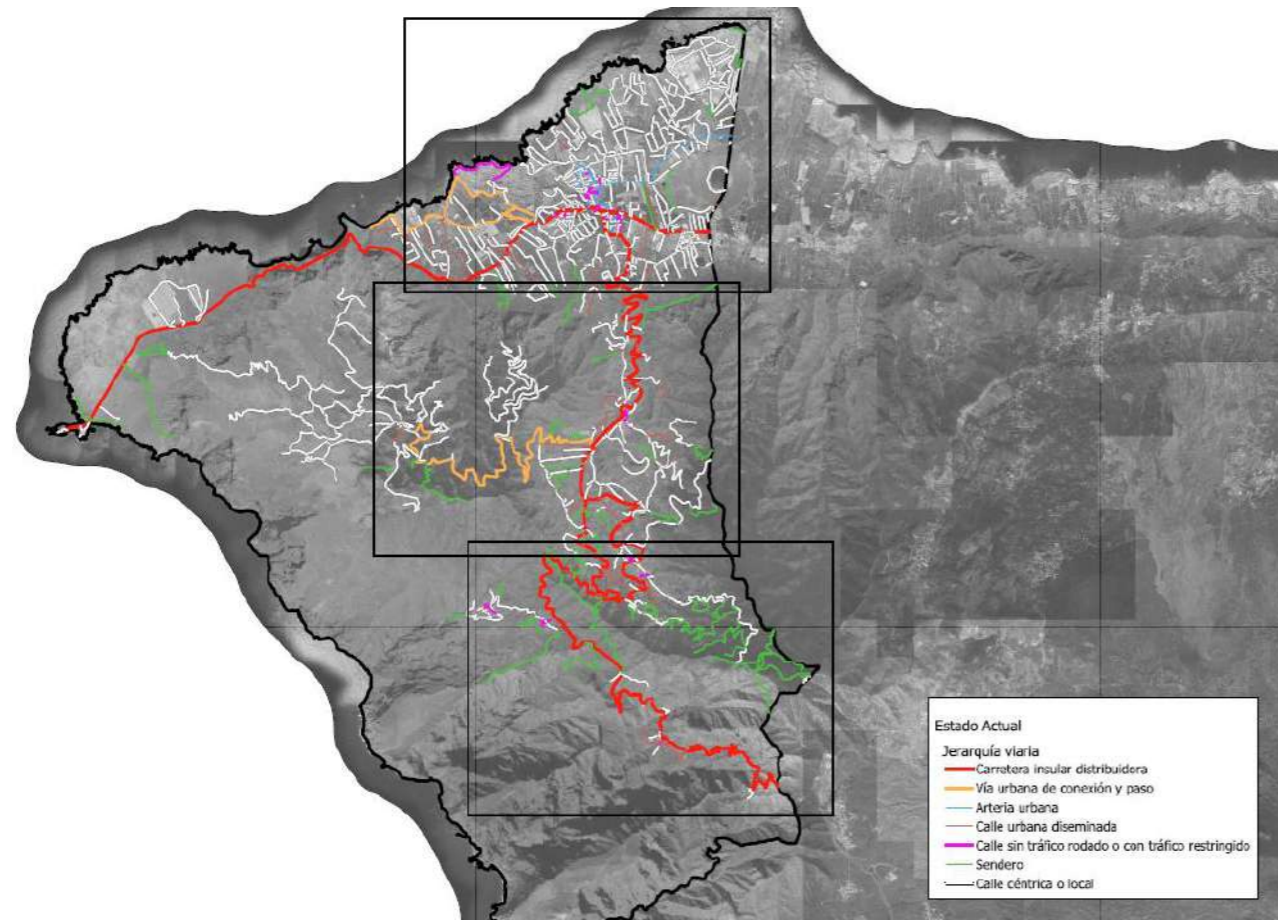 Estado Actual
Jerarquía viaria
Carretera insular distribuidora
Vía urbana de conexión y paso
Arteria urbana
Calle urbana diseminada
Calle sin tráfico rodado o con tráfico restringido
Sendero
Calle céntrica o local